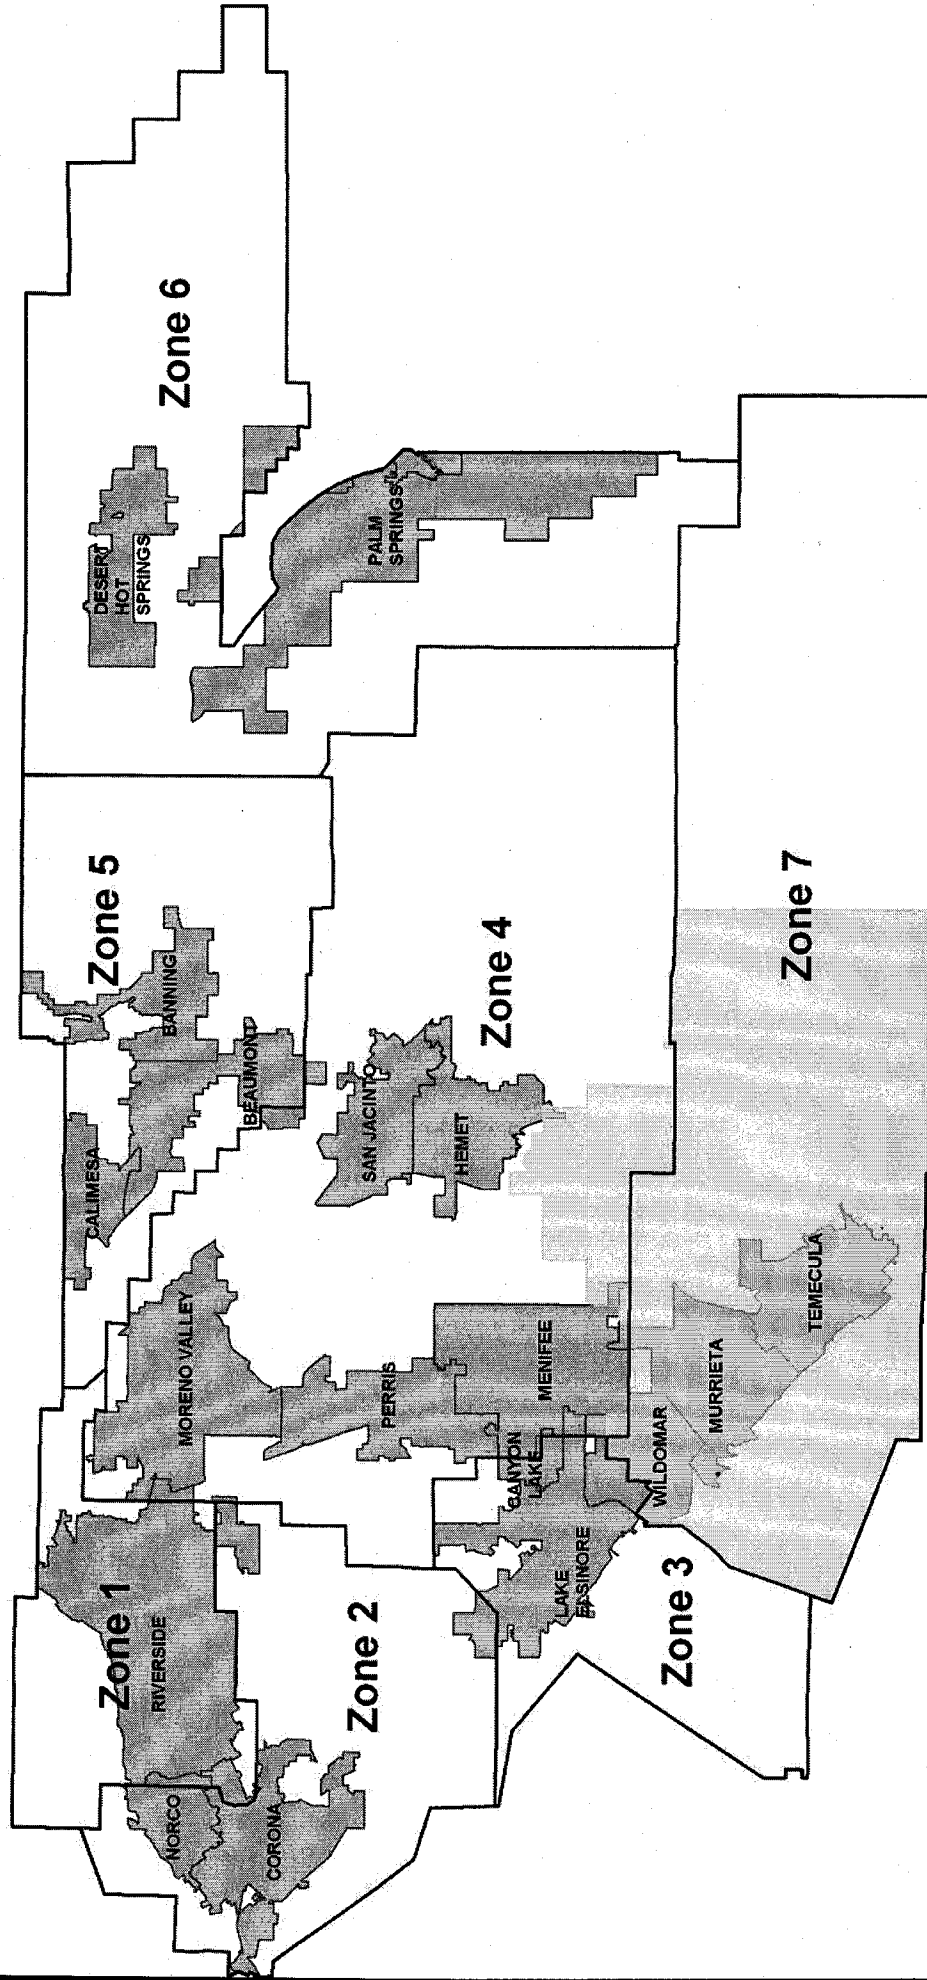 Zone 1
RIVERSIDE
NORCO
CORONA
Zone 2
Zone 3
LAKE
ELSINORE
CANYON
LAKE
WILDOMAR
MURRIETA
TEMECULA
MENIFEE
PERRIS
MORENO VALLEY
CALIMESA
BEAUMONT
BANNING
Zone 5
SAN JACINTO
HEMET
Zone 4
Zone 7
DESERT
HOT
SPRINGS
Zone 6
PALM
SPRINGS